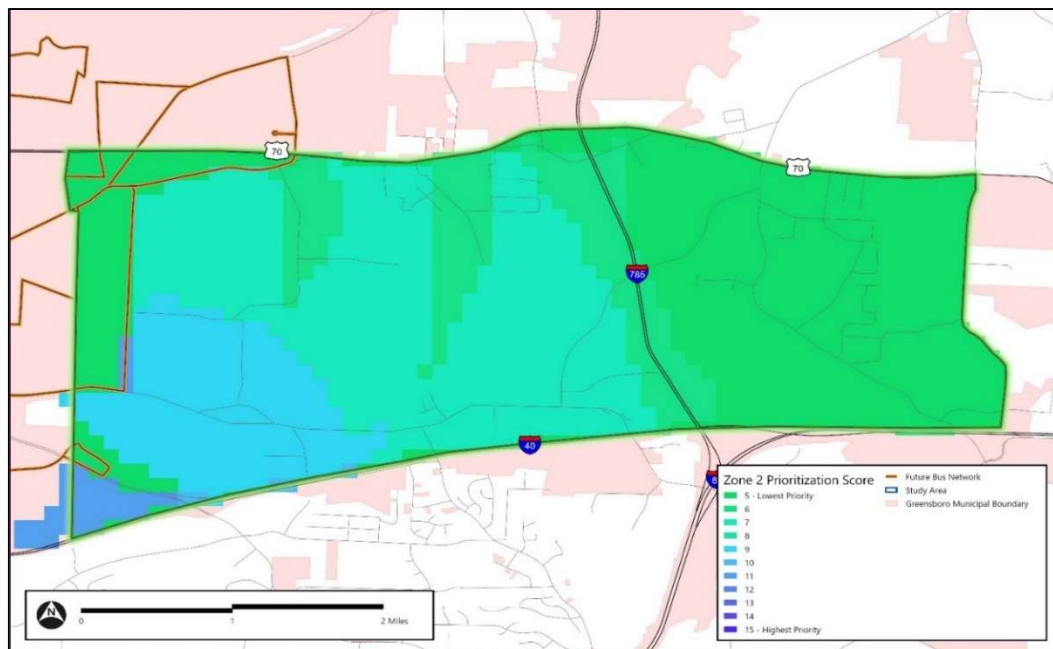 70
70
785
40
8
Zone 2 Prioritization Score
5 - Lowest Priority
6
7
8
9
10
11
12
13
14
15 - Highest Priority
Future Bus Network
Study Area
Greensboro Municipal Boundary
N
0
1
2 Miles